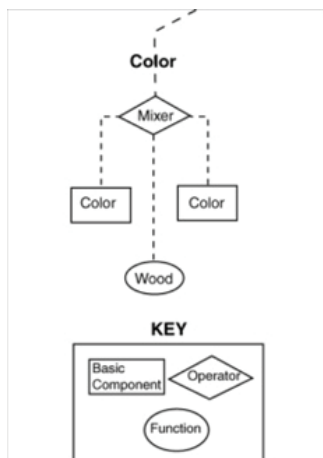 Color
Mixer
Color
Color
Wood
KEY
Basic
Component
Operator
Function